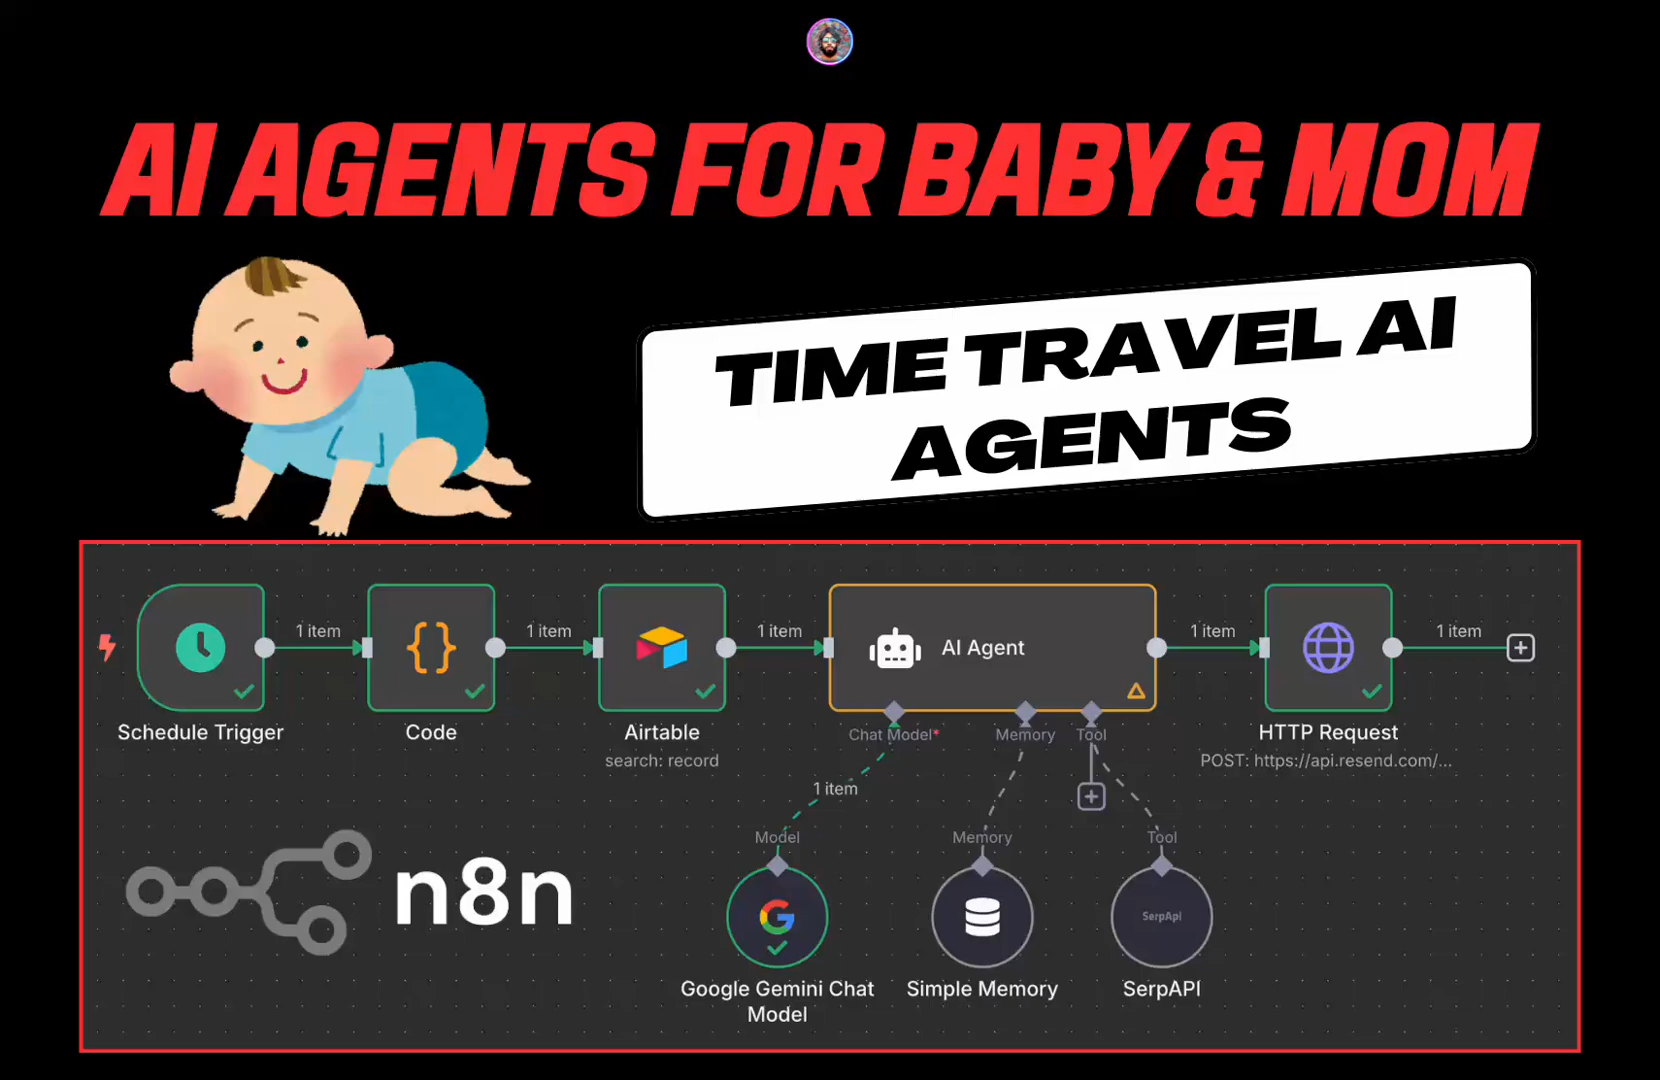 AI AGENTS FOR BABY & MOM
TIME TRAVEL AI
AGENTS
1 item
1 item
1 item
AI Agent
1 item
1 item
Schedule Trigger
Code
Airtable
search: record
Chat Model*
Memory
Tool
HTTP Request
POST: https://api.resend.com/...
1 item
Model
Memory
Tool
n8n
SerpApi
Google Gemini Chat
Model
Simple Memory
SerpAPI